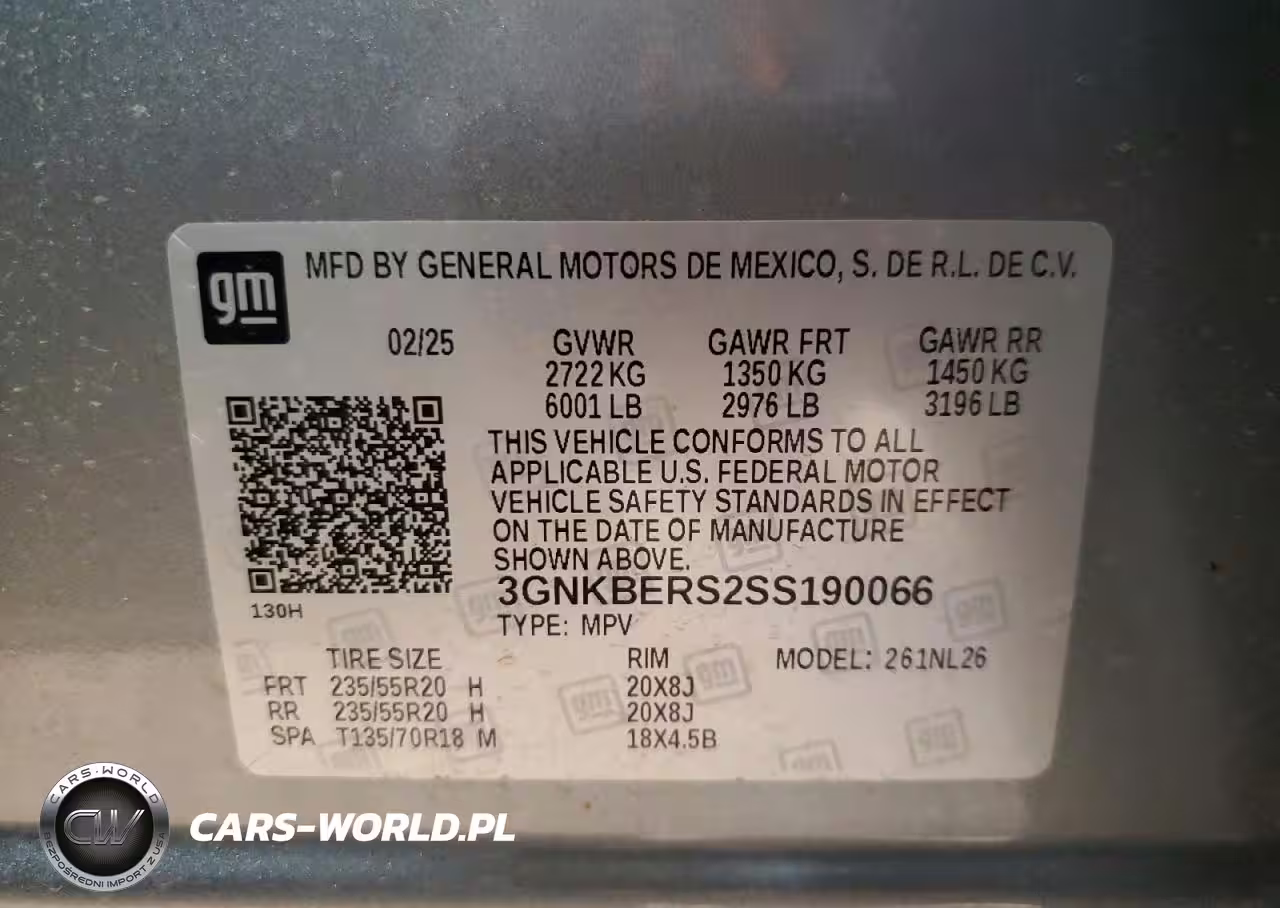 gm
MFD BY GENERAL MOTORS DE MEXICO, S. DE R.L. DE C.V.
02/25 GVWR GAWR FRT GAWR RR
2722 KG 1350 KG 1450 KG
6001 LB 2976 LB 3196 LB
THIS VEHICLE CONFORMS TO ALL
APPLICABLE U.S. FEDERAL MOTOR
VEHICLE SAFETY STANDARDS IN EFFECT
ON THE DATE OF MANUFACTURE
SHOWN ABOVE.
3GNKBERS2SS190066
130H
TYPE: MPV
TIRE SIZE RIM MODEL: 261NL26
FRT 235/55R20 H 20X8J
RR 235/55R20 H 20X8J
SPA T135/70R18 M 18X4.5B
CARS-WORLD
CW
BEZPOŚREDNI IMPORT Z USA
CARS-WORLD.PL